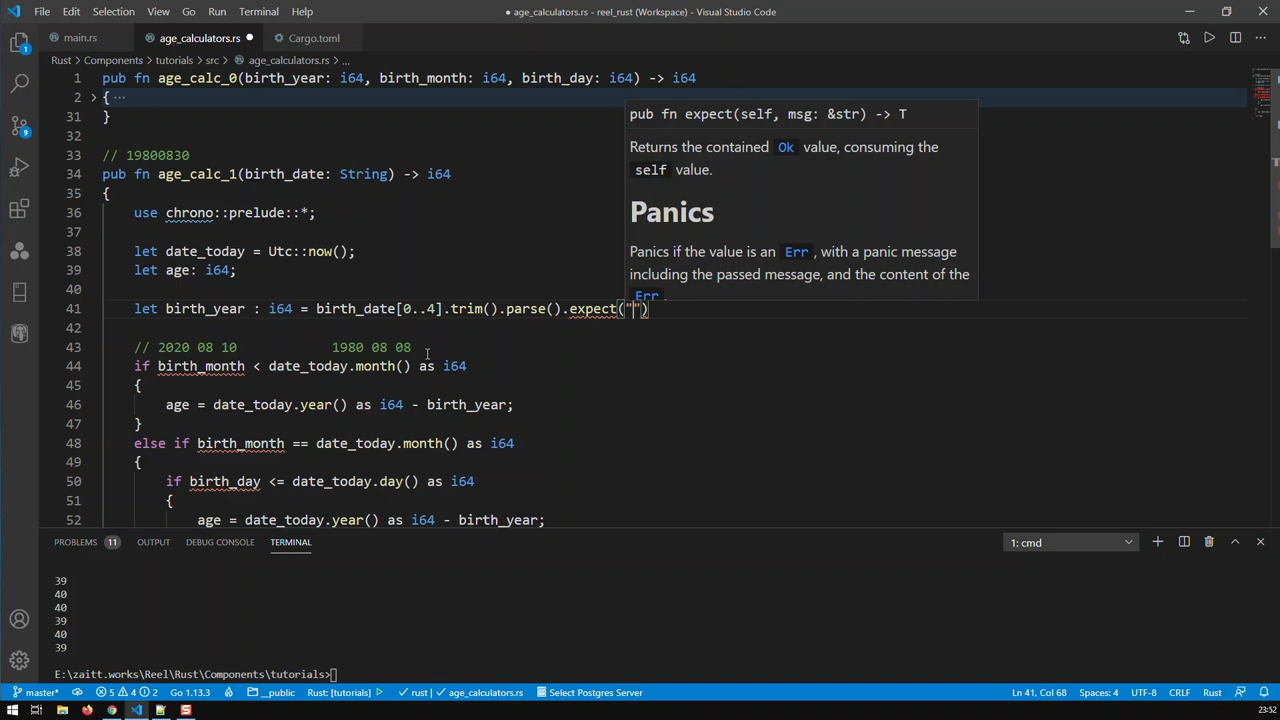 File Edit Selection View Go Run Terminal Help
● age_calculators.rs - reel_rust (Workspace) - Visual Studio Code
main.rs age_calculators.rs ● Cargo.toml
Rust > Components > tutorials > src > age_calculators.rs > ...
1 pub fn age_calc_0(birth_year: i64, birth_month: i64, birth_day: i64) -> i64
2 > { ···
31 }
32
33 // 19800830
34 pub fn age_calc_1(birth_date: String) -> i64
35 {
36 use chrono::prelude::*;
37
38 let date_today = Utc::now();
39 let age: i64;
40
41 let birth_year : i64 = birth_date[0..4].trim().parse().expect("")
42
43 // 2020 08 10 1980 08 08
44 if birth_month < date_today.month() as i64
45 {
46 age = date_today.year() as i64 - birth_year;
47 }
48 else if birth_month == date_today.month() as i64
49 {
50 if birth_day <= date_today.day() as i64
51 {
52 age = date_today.year() as i64 - birth_year;
pub fn expect(self, msg: &str) -> T
Returns the contained Ok value, consuming the
self value.
Panics
Panics if the value is an Err , with a panic message
including the passed message, and the content of the
Err .
1
9
PROBLEMS 11 OUTPUT DEBUG CONSOLE TERMINAL
1: cmd
39
40
40
39
40
39
E:\zaitt.works\Reel\Rust\Components\tutorials>
master* 5 4 2 Go 1.13.3 __public Rust: [tutorials] ✓ rust | ✓ age_calculators.rs Select Postgres Server
Ln 41, Col 68 Spaces: 4 UTF-8 CRLF Rust
23:52